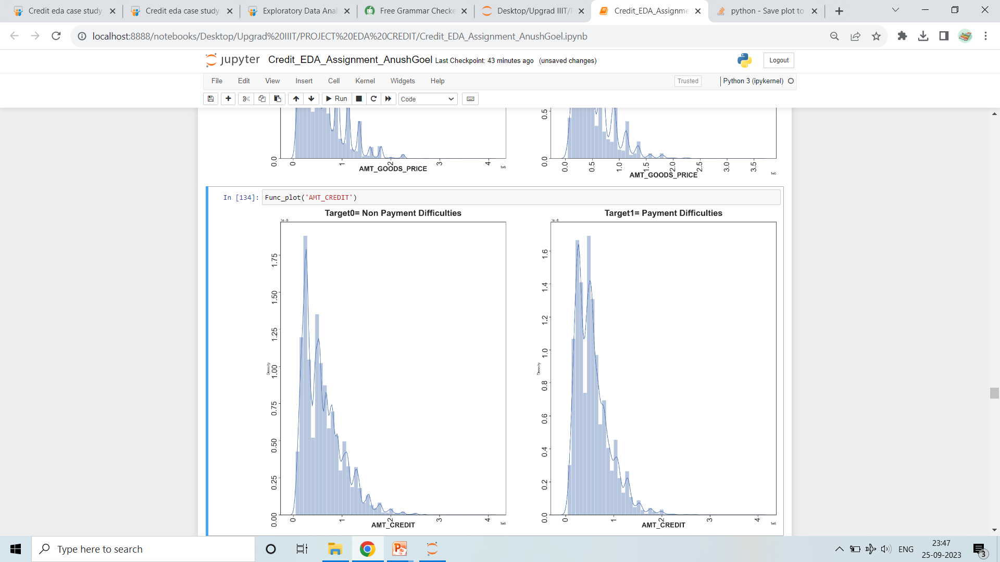 Credit eda case study
Credit eda case study
Exploratory Data Anal
Free Grammar Checke
Desktop/Upgrad IIIT/P
Credit_EDA_Assignme
python - Save plot to
localhost:8888/notebooks/Desktop/Upgrad%20IIIT/PROJECT%20EDA%20CREDIT/Credit_EDA_Assignment_AnushGoel.ipynb
jupyter Credit_EDA_Assignment_AnushGoel Last Checkpoint: 43 minutes ago (unsaved changes)
Logout
File Edit View Insert Cell Kernel Widgets Help
Trusted
Python 3 (ipykernel)
Run
Code
0.0
0 1 2 3 4
AMT_GOODS_PRICE
1e6
0.5
0.0
0.0 0.5 1.0 1.5 2.0 2.5 3.0 3.5
AMT_GOODS_PRICE
1e6
In [134]: Func_plot('AMT_CREDIT')
Target0= Non Payment Difficulties
1e-6
1.75
1.50
1.25
1.00
0.75
0.50
0.25
0.00
Density
0 1 2 3 4
AMT_CREDIT
1e6
Target1= Payment Difficulties
1e-6
1.6
1.4
1.2
1.0
0.8
0.6
0.4
0.2
0.0
Density
0 1 2 3 4
AMT_CREDIT
1e6
Type here to search
ENG
23:47
25-09-2023
3